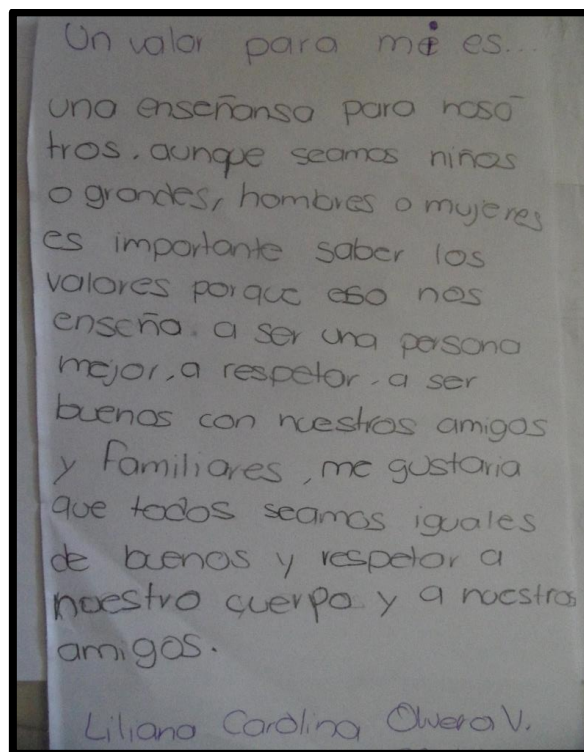 Un valor para mi es...
una enseñansa para noso
tros. aunque seamos niños
o grandes, hombres o mujeres
es importante saber los
valores porque eso nos
enseña. a ser una persona
mejor, a respetar. a ser
buenos con nuestros amigos
y familiares, me gustaria
que todos seamos iguales
de buenos y respetar a
nuestro cuerpo y a nuestros
amigos.
Liliana Carolina Olvera V.